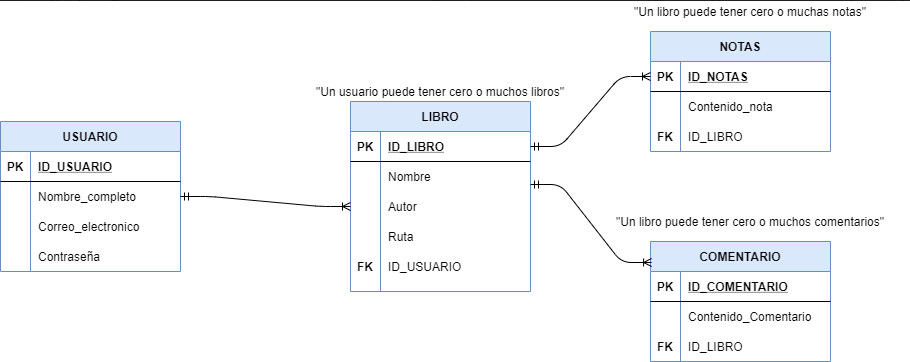 "Un libro puede tener cero o muchas notas"
NOTAS
PK ID_NOTAS
Contenido_nota
FK ID_LIBRO
"Un usuario puede tener cero o muchos libros"
LIBRO
PK ID_LIBRO
Nombre
Autor
Ruta
FK ID_USUARIO
USUARIO
PK ID_USUARIO
Nombre_completo
Correo_electronico
Contraseña
"Un libro puede tener cero o muchos comentarios"
COMENTARIO
PK ID_COMENTARIO
Contenido_Comentario
FK ID_LIBRO